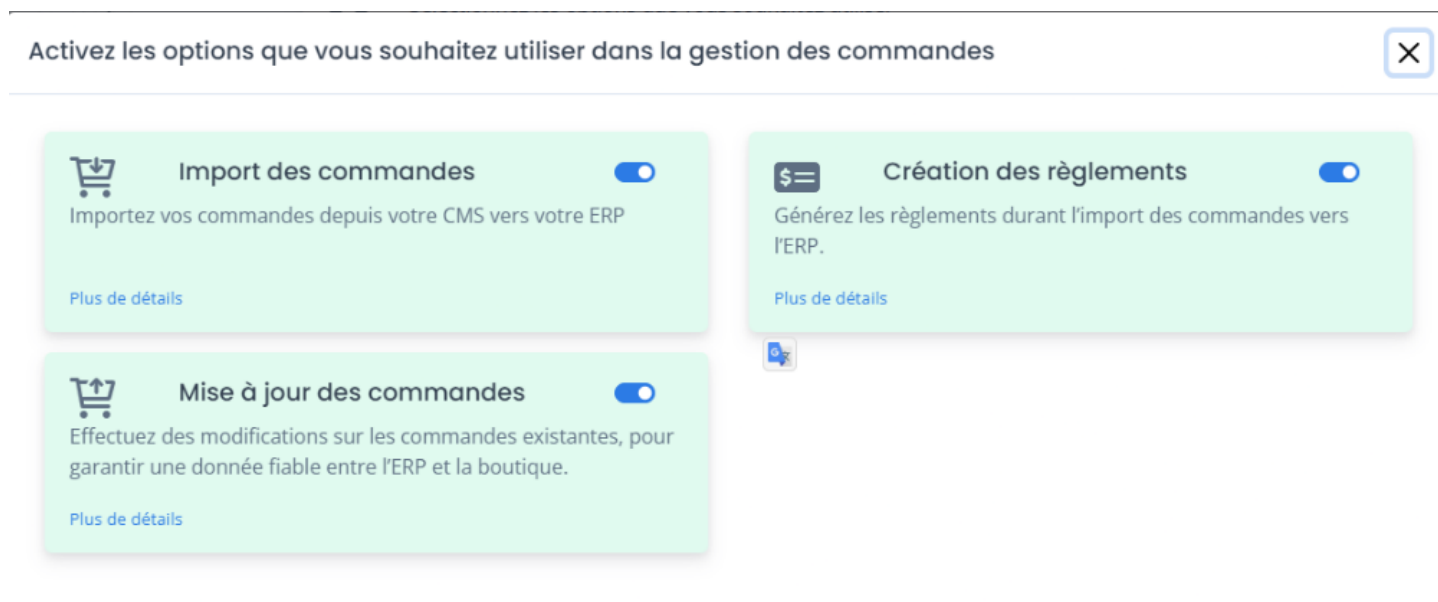 Activez les options que vous souhaitez utiliser dans la gestion des commandes
Import des commandes
Importez vos commandes depuis votre CMS vers votre ERP
Plus de détails
Création des règlements
Générez les règlements durant l'import des commandes vers
l'ERP.
Plus de détails
Mise à jour des commandes
Effectuez des modifications sur les commandes existantes, pour
garantir une donnée fiable entre l'ERP et la boutique.
Plus de détails